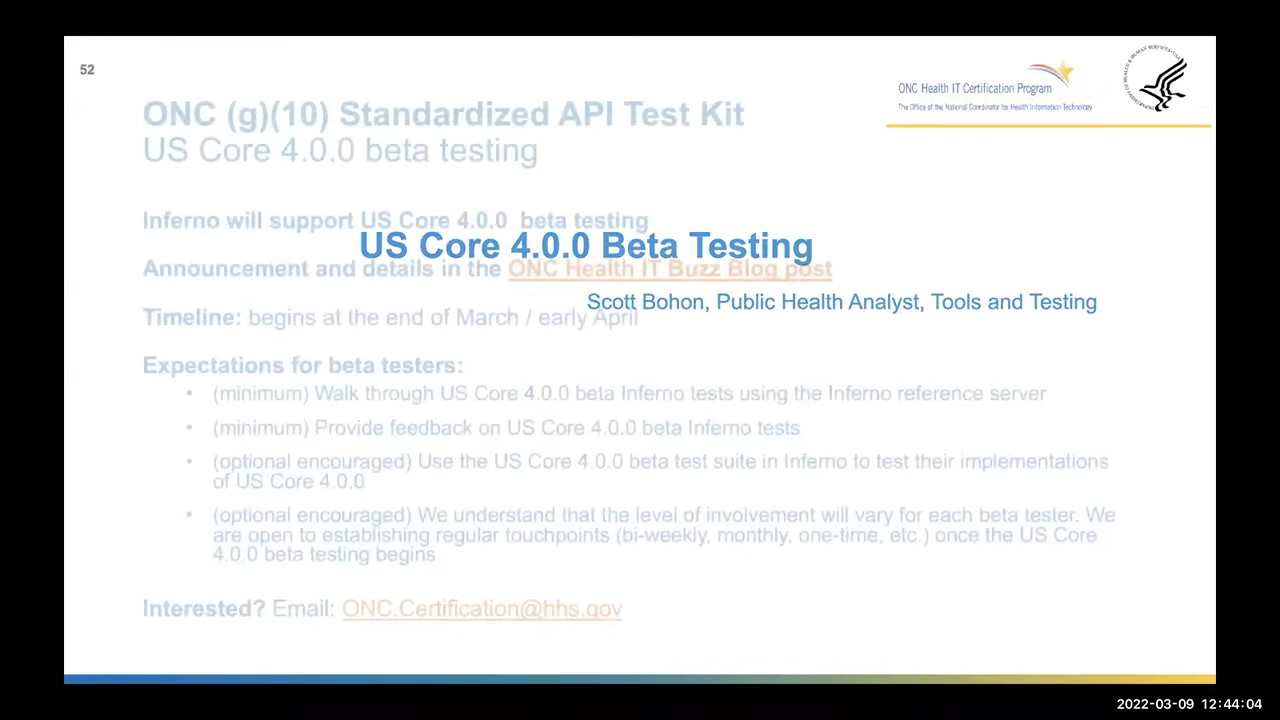 52
ONC Health IT Certification Program
The Office of the National Coordinator for Health Information Technology
DEPARTMENT OF HEALTH & HUMAN SERVICES • USA
ONC (g)(10) Standardized API Test Kit
US Core 4.0.0 beta testing
Inferno will support US Core 4.0.0 beta testing
US Core 4.0.0 Beta Testing
Announcement and details in the ONC Health IT Buzz Blog post
Scott Bohon, Public Health Analyst, Tools and Testing
Timeline: begins at the end of March / early April
Expectations for beta testers:
• (minimum) Walk through US Core 4.0.0 beta Inferno tests using the Inferno reference server
• (minimum) Provide feedback on US Core 4.0.0 beta Inferno tests
• (optional encouraged) Use the US Core 4.0.0 beta test suite in Inferno to test their implementations
of US Core 4.0.0
• (optional encouraged) We understand that the level of involvement will vary for each beta tester. We
are open to establishing regular touchpoints (bi-weekly, monthly, one-time, etc.) once the US Core
4.0.0 beta testing begins
Interested? Email: ONC.Certification@hhs.gov
2022-03-09 12:44:04